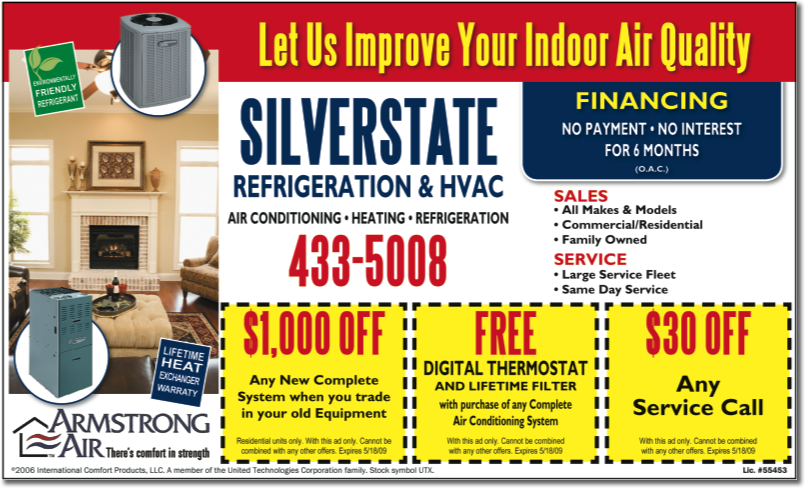 Let Us Improve Your Indoor Air Quality
ENVIRONMENTALLY
FRIENDLY
REFRIGERANT
SILVERSTATE
REFRIGERATION & HVAC
AIR CONDITIONING • HEATING • REFRIGERATION
433-5008
FINANCING
NO PAYMENT • NO INTEREST
FOR 6 MONTHS
(O.A.C.)
SALES
• All Makes & Models
• Commercial/Residential
• Family Owned
SERVICE
• Large Service Fleet
• Same Day Service
LIFETIME
HEAT
EXCHANGER
WARRATY
ARMSTRONG
AIR
TM
There's comfort in strength
$1,000 OFF
Any New Complete
System when you trade
in your old Equipment
Residential units only. With this ad only. Cannot be
combined with any other offers. Expires 5/18/09
FREE
DIGITAL THERMOSTAT
AND LIFETIME FILTER
with purchase of any Complete
Air Conditioning System
With this ad only. Cannot be combined
with any other offers. Expires 5/18/09
$30 OFF
Any
Service Call
With this ad only. Cannot be combined
with any other offers. Expires 5/18/09
©2006 International Comfort Products, LLC. A member of the United Technologies Corporation family. Stock symbol UTX.
Lic. #55453